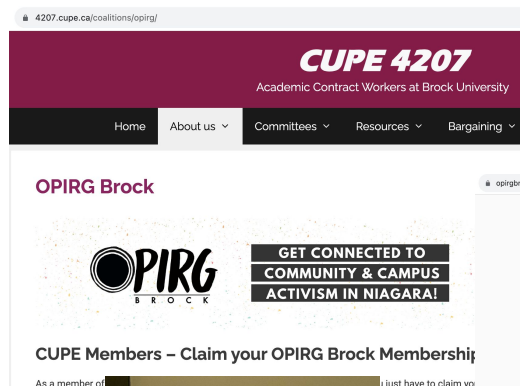 4207.cupe.ca/coalitions/opirg/
CUPE 4207
Academic Contract Workers at Brock University
Home About us Committees Resources Bargaining
OPIRG Brock
OPIRG
BROCK
GET CONNECTED TO
COMMUNITY & CAMPUS
ACTIVISM IN NIAGARA!
CUPE Members – Claim your OPIRG Brock Membership
As a member of just have to claim